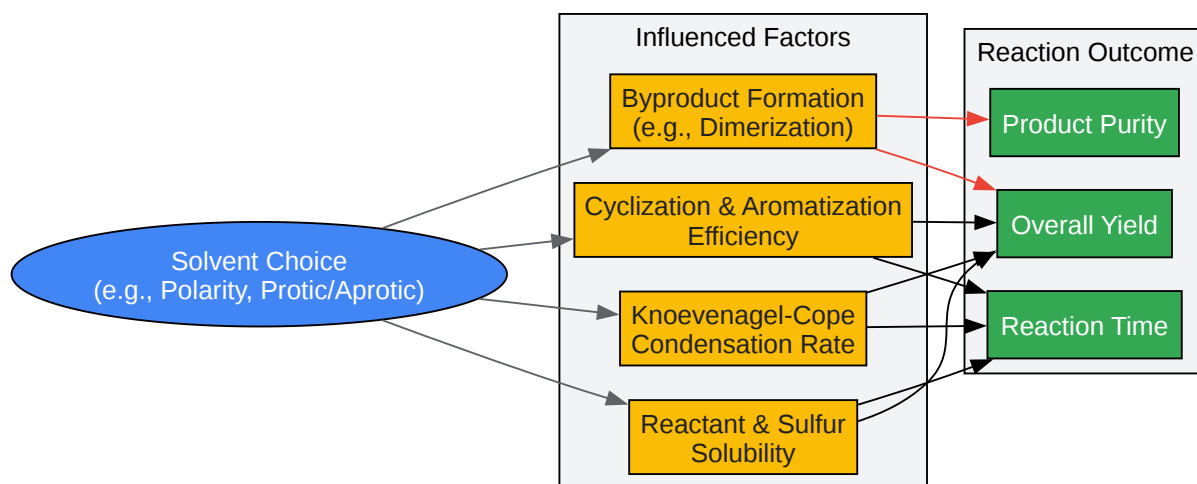 Influenced Factors
Reaction Outcome
Byproduct Formation
(e.g., Dimerization)
Product Purity
Cyclization & Aromatization
Efficiency
Overall Yield
Solvent Choice
(e.g., Polarity, Protic/Aprotic)
Knoevenagel-Cope
Condensation Rate
Reaction Time
Reactant & Sulfur
Solubility